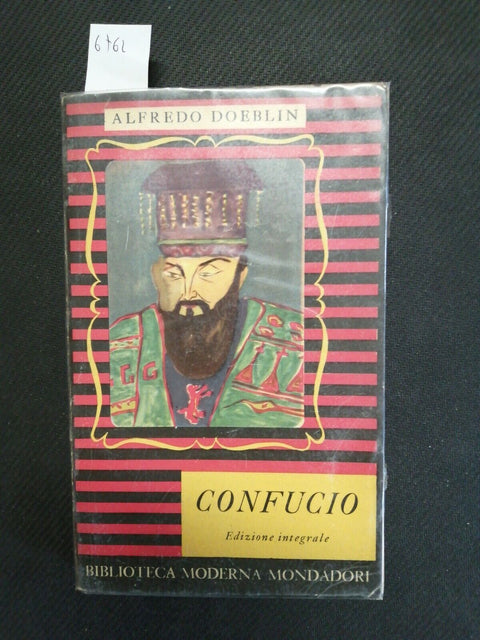 6762
ALFREDO DOEBLIN
CONFUCIO
Edizione integrale
BIBLIOTECA MODERNA MONDADORI